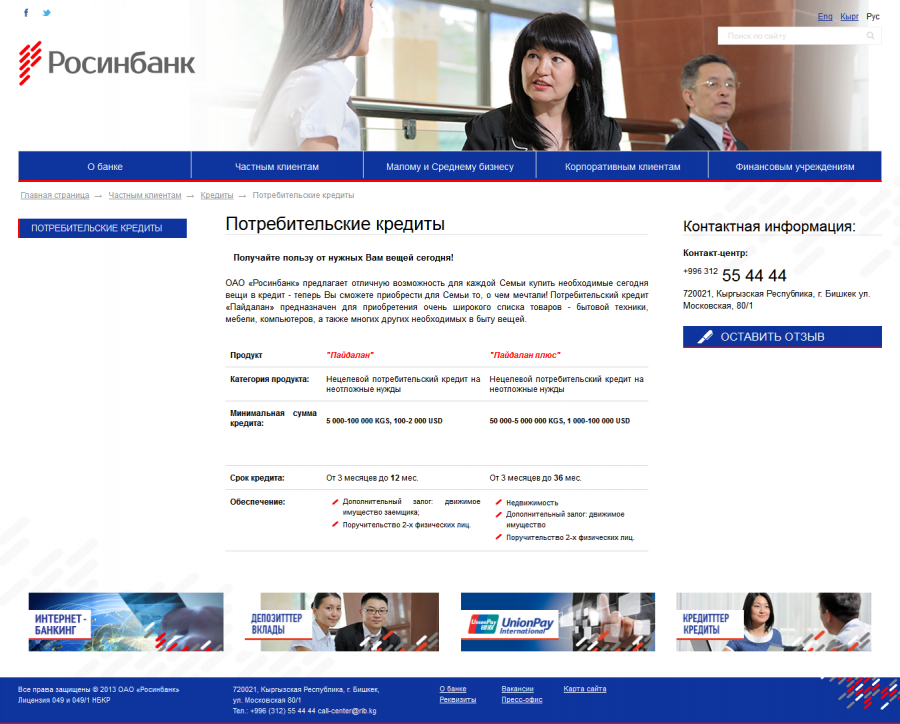 Eng Кырг Рус
Поиск по сайту
Росинбанк
О банке
Частным клиентам
Малому и Среднему бизнесу
Корпоративным клиентам
Финансовым учреждениям
Главная страница → Частным клиентам → Кредиты → Потребительские кредиты
ПОТРЕБИТЕЛЬСКИЕ КРЕДИТЫ
Потребительские кредиты
Получайте пользу от нужных Вам вещей сегодня!
ОАО «Росинбанк» предлагает отличную возможность для каждой Семьи купить необходимые сегодня
вещи в кредит - теперь Вы сможете приобрести для Семьи то, о чем мечтали! Потребительский кредит
«Пайдалан» предназначен для приобретения очень широкого списка товаров - бытовой техники,
мебели, компьютеров, а также многих других необходимых в быту вещей.
Продукт
"Пайдалан"
"Пайдалан плюс"
Категория продукта:
Нецелевой потребительский кредит на
неотложные нужды
Нецелевой потребительский кредит на
неотложные нужды
Минимальная сумма
кредита:
5 000-100 000 KGS, 100-2 000 USD
50 000-5 000 000 KGS, 1 000-100 000 USD
Срок кредита:
От 3 месяцев до 12 мес.
От 3 месяцев до 36 мес.
Обеспечение:
Дополнительный залог: движимое
имущество заемщика;
Поручительство 2-х физических лиц.
Недвижимость
Дополнительный залог: движимое
имущество
Поручительство 2-х физических лиц.
Контактная информация:
Контакт-центр:
+996 312 55 44 44
720021, Кыргызская Республика, г. Бишкек ул.
Московская, 80/1
ОСТАВИТЬ ОТЗЫВ
ИНТЕРНЕТ -
БАНКИНГ
ДЕПОЗИТТЕР
ВКЛАДЫ
UnionPay
UnionPay
International
КРЕДИТТЕР
КРЕДИТЫ
Все права защищены © 2013 ОАО «Росинбанк»
Лицензия 049 и 049/1 НБКР
720021, Кыргызская Республика, г. Бишкек,
ул. Московская 80/1
Тел.: +996 (312) 55 44 44 call-center@rib.kg
О банке
Реквизиты
Вакансии
Пресс-офис
Карта сайта